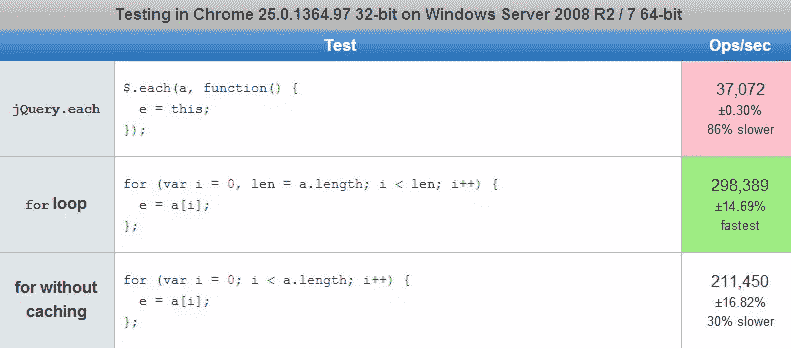 Testing in Chrome 25.0.1364.97 32-bit on Windows Server 2008 R2 / 7 64-bit
Test Ops/sec
jQuery.each
$.each(a, function() {
  e = this;
});
37,072
±0.30%
86% slower
for loop
for (var i = 0, len = a.length; i < len; i++) {
  e = a[i];
};
298,389
±14.69%
fastest
for without
caching
for (var i = 0; i < a.length; i++) {
  e = a[i];
};
211,450
±16.82%
30% slower